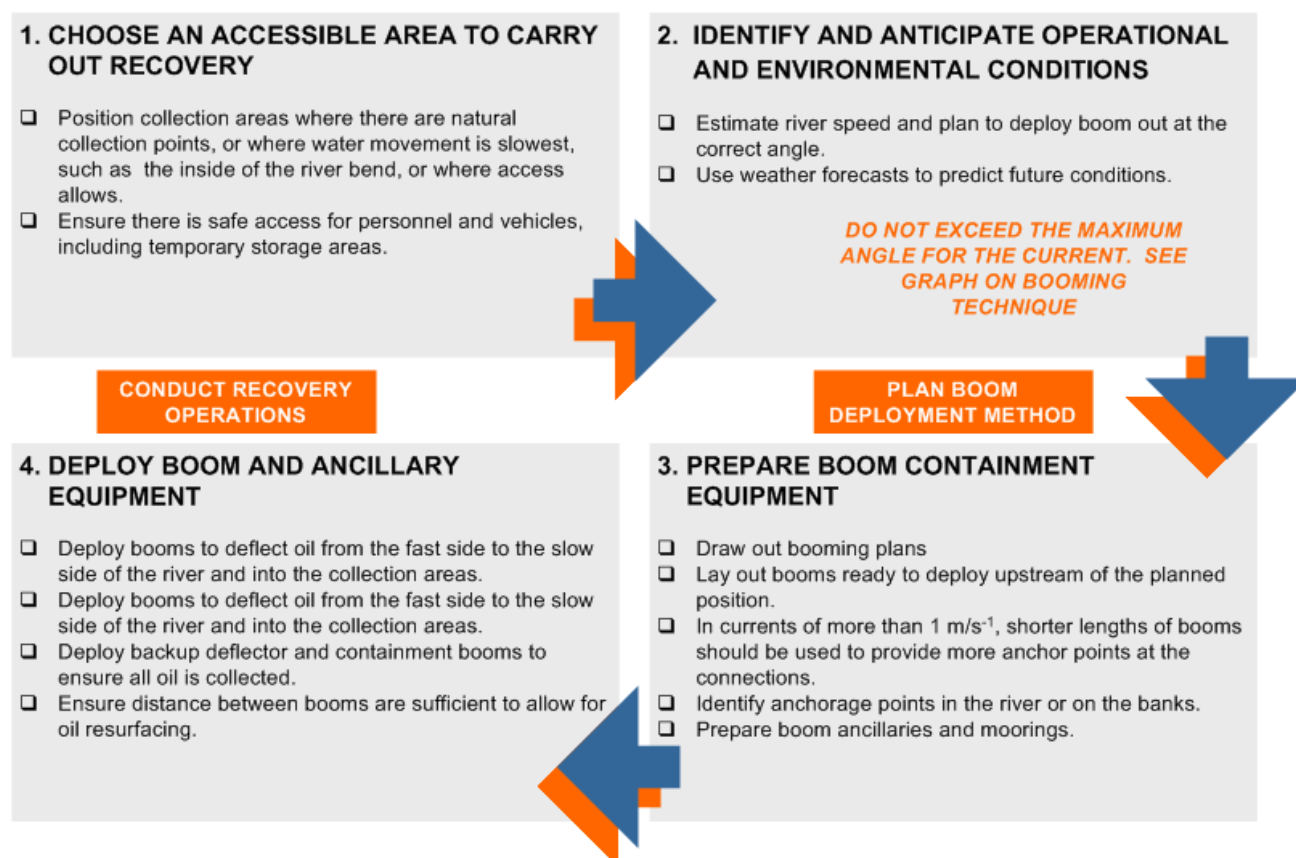 1. CHOOSE AN ACCESSIBLE AREA TO CARRY
OUT RECOVERY
❑ Position collection areas where there are natural
collection points, or where water movement is slowest,
such as the inside of the river bend, or where access
allows.
❑ Ensure there is safe access for personnel and vehicles,
including temporary storage areas.
2. IDENTIFY AND ANTICIPATE OPERATIONAL
AND ENVIRONMENTAL CONDITIONS
❑ Estimate river speed and plan to deploy boom out at the
correct angle.
❑ Use weather forecasts to predict future conditions.
DO NOT EXCEED THE MAXIMUM
ANGLE FOR THE CURRENT. SEE
GRAPH ON BOOMING
TECHNIQUE
CONDUCT RECOVERY
OPERATIONS
PLAN BOOM
DEPLOYMENT METHOD
4. DEPLOY BOOM AND ANCILLARY
EQUIPMENT
❑ Deploy booms to deflect oil from the fast side to the slow
side of the river and into the collection areas.
❑ Deploy booms to deflect oil from the fast side to the slow
side of the river and into the collection areas.
❑ Deploy backup deflector and containment booms to
ensure all oil is collected.
❑ Ensure distance between booms are sufficient to allow for
oil resurfacing.
3. PREPARE BOOM CONTAINMENT
EQUIPMENT
❑ Draw out booming plans
❑ Lay out booms ready to deploy upstream of the planned
position.
❑ In currents of more than 1 m/s⁻¹, shorter lengths of booms
should be used to provide more anchor points at the
connections.
❑ Identify anchorage points in the river or on the banks.
❑ Prepare boom ancillaries and moorings.